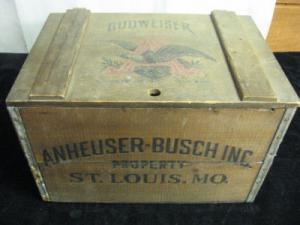 BUDWEISER
ANHEUSER-BUSCH INC.
PROPERTY
ST. LOUIS, MO.